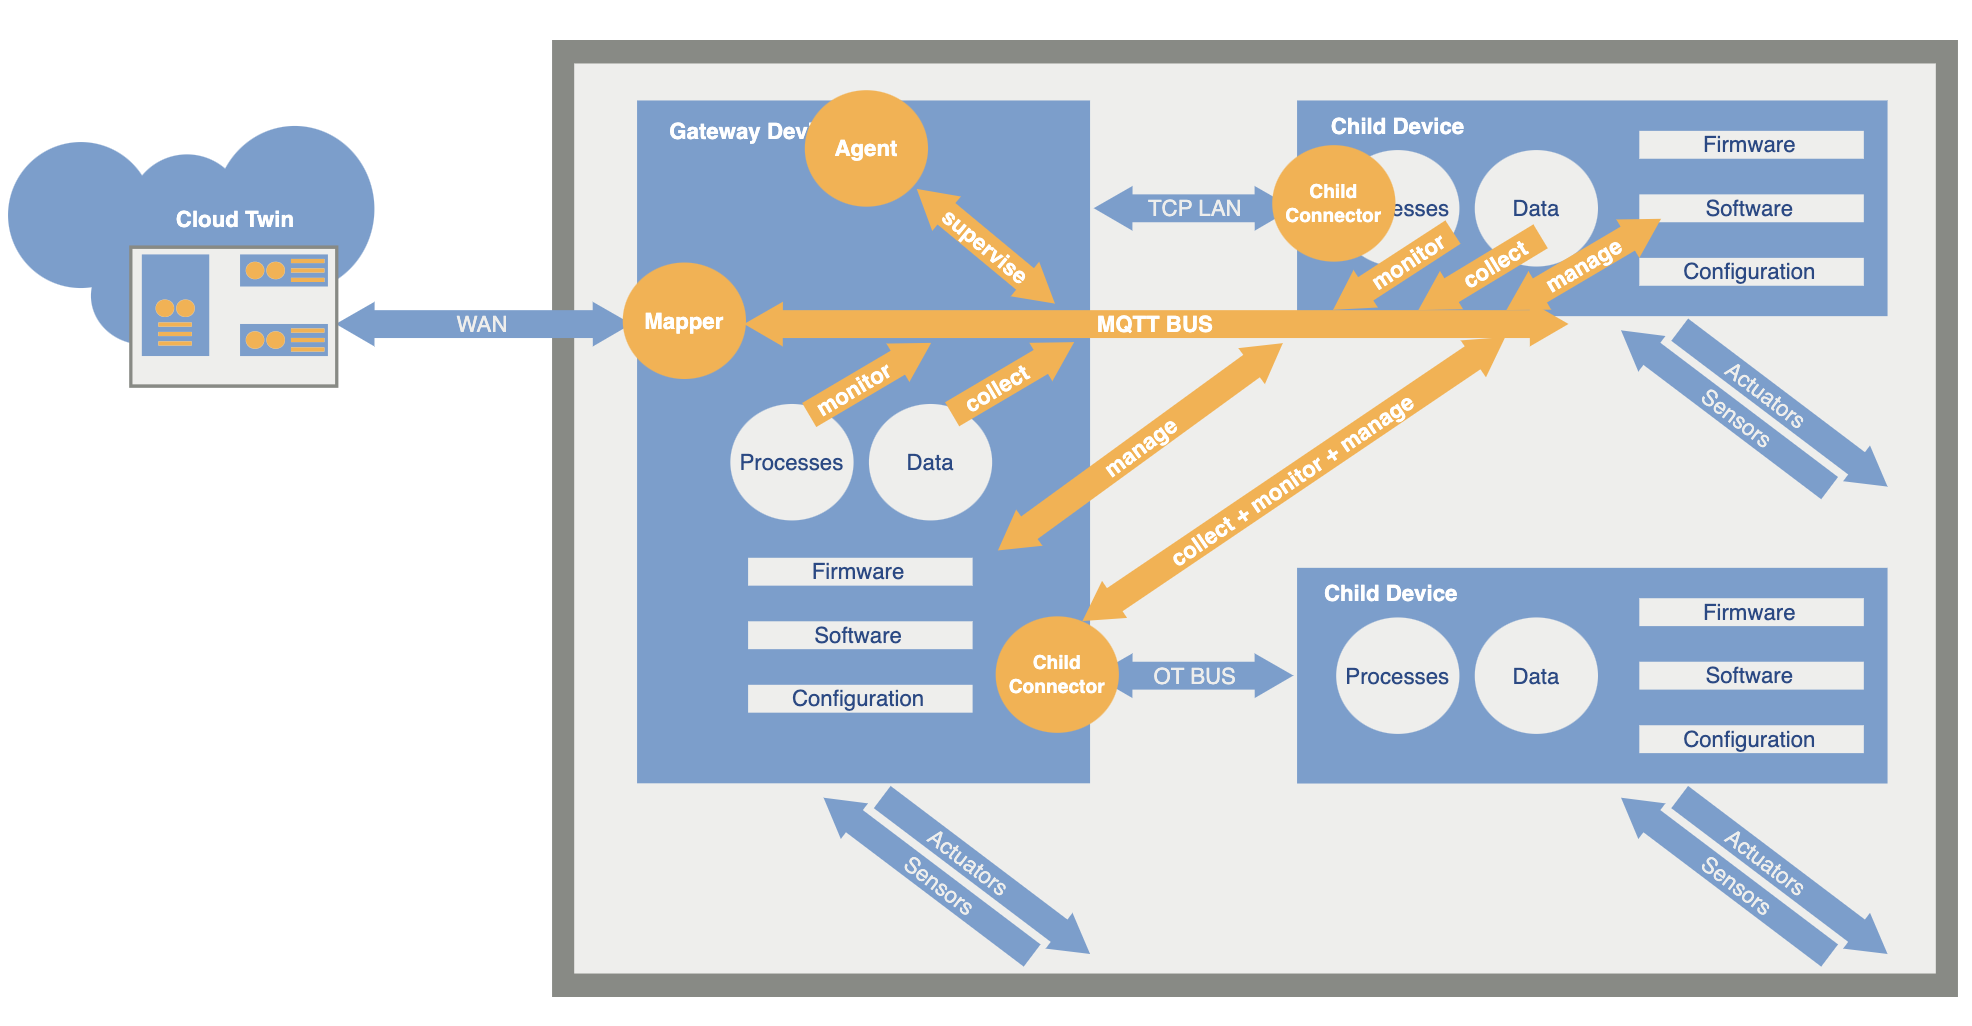 Cloud Twin
WAN
Gateway Devi
Agent
supervise
Mapper
MQTT BUS
monitor
collect
Processes
Data
manage
Firmware
Software
Configuration
Child
Connector
collect + monitor + manage
Actuators
Sensors
TCP LAN
Child Device
Child
Connector
esses
Data
monitor
collect
manage
Firmware
Software
Configuration
Actuators
Sensors
OT BUS
Child Device
Processes
Data
Firmware
Software
Configuration
Actuators
Sensors